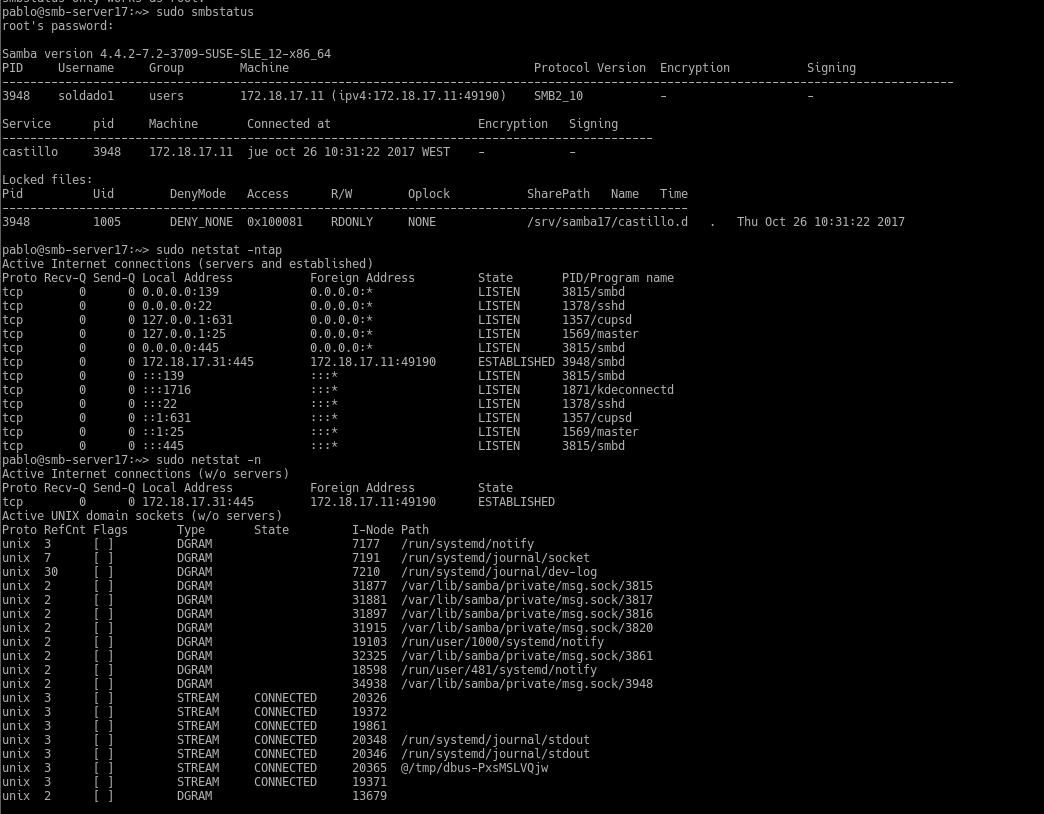 smbstatus only works as root.
pablo@smb-server17:~> sudo smbstatus
root's password:
Samba version 4.4.2-7.2-3709-SUSE-SLE_12-x86_64
PID     Username     Group        Machine                                   Protocol Version  Encryption           Signing
----------------------------------------------------------------------------------------------------------------------------------------
3948    soldado1     users        172.18.17.11 (ipv4:172.18.17.11:49190)    SMB2_10           -                    -
Service      pid     Machine       Connected at                     Encryption   Signing
---------------------------------------------------------------------------------------------
castillo     3948    172.18.17.11  jue oct 26 10:31:22 2017 WEST    -            -
Locked files:
Pid          Uid        DenyMode   Access      R/W        Oplock           SharePath   Name   Time
--------------------------------------------------------------------------------------------------
3948         1005       DENY_NONE  0x100081    RDONLY     NONE             /srv/samba17/castillo.d   .   Thu Oct 26 10:31:22 2017
pablo@smb-server17:~> sudo netstat -ntap
Active Internet connections (servers and established)
Proto Recv-Q Send-Q Local Address           Foreign Address         State       PID/Program name
tcp        0      0 0.0.0.0:139             0.0.0.0:*               LISTEN      3815/smbd
tcp        0      0 0.0.0.0:22              0.0.0.0:*               LISTEN      1378/sshd
tcp        0      0 127.0.0.1:631           0.0.0.0:*               LISTEN      1357/cupsd
tcp        0      0 127.0.0.1:25            0.0.0.0:*               LISTEN      1569/master
tcp        0      0 0.0.0.0:445             0.0.0.0:*               LISTEN      3815/smbd
tcp        0      0 172.18.17.31:445        172.18.17.11:49190      ESTABLISHED 3948/smbd
tcp        0      0 :::139                  :::*                    LISTEN      3815/smbd
tcp        0      0 :::1716                 :::*                    LISTEN      1871/kdeconnectd
tcp        0      0 :::22                   :::*                    LISTEN      1378/sshd
tcp        0      0 ::1:631                 :::*                    LISTEN      1357/cupsd
tcp        0      0 ::1:25                  :::*                    LISTEN      1569/master
tcp        0      0 :::445                  :::*                    LISTEN      3815/smbd
pablo@smb-server17:~> sudo netstat -n
Active Internet connections (w/o servers)
Proto Recv-Q Send-Q Local Address           Foreign Address         State
tcp        0      0 172.18.17.31:445        172.18.17.11:49190      ESTABLISHED
Active UNIX domain sockets (w/o servers)
Proto RefCnt Flags       Type       State         I-Node Path
unix  3      [ ]         DGRAM                    7177   /run/systemd/notify
unix  7      [ ]         DGRAM                    7191   /run/systemd/journal/socket
unix  30     [ ]         DGRAM                    7210   /run/systemd/journal/dev-log
unix  2      [ ]         DGRAM                    31877  /var/lib/samba/private/msg.sock/3815
unix  2      [ ]         DGRAM                    31881  /var/lib/samba/private/msg.sock/3817
unix  2      [ ]         DGRAM                    31897  /var/lib/samba/private/msg.sock/3816
unix  2      [ ]         DGRAM                    31915  /var/lib/samba/private/msg.sock/3820
unix  2      [ ]         DGRAM                    19103  /run/user/1000/systemd/notify
unix  2      [ ]         DGRAM                    32325  /var/lib/samba/private/msg.sock/3861
unix  2      [ ]         DGRAM                    18598  /run/user/481/systemd/notify
unix  2      [ ]         DGRAM                    34938  /var/lib/samba/private/msg.sock/3948
unix  3      [ ]         STREAM     CONNECTED     20326
unix  3      [ ]         STREAM     CONNECTED     19372
unix  3      [ ]         STREAM     CONNECTED     19861
unix  3      [ ]         STREAM     CONNECTED     20348  /run/systemd/journal/stdout
unix  3      [ ]         STREAM     CONNECTED     20346  /run/systemd/journal/stdout
unix  3      [ ]         STREAM     CONNECTED     20365  @/tmp/dbus-PxsMSLVQjw
unix  3      [ ]         STREAM     CONNECTED     19371
unix  2      [ ]         DGRAM                    13679